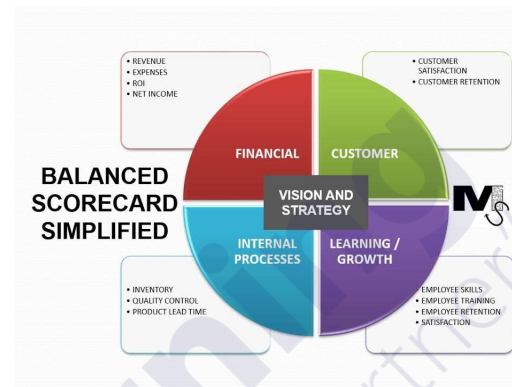 • REVENUE
• EXPENSES
• ROI
• NET INCOME
• CUSTOMER
SATISFACTION
• CUSTOMER RETENTION
FINANCIAL
CUSTOMER
BALANCED
SCORECARD
SIMPLIFIED
VISION AND
STRATEGY
INTERNAL
PROCESSES
LEARNING /
GROWTH
• INVENTORY
• QUALITY CONTROL
• PRODUCT LEAD TIME
• EMPLOYEE SKILLS
• EMPLOYEE TRAINING
• EMPLOYEE RETENTION
• SATISFACTION